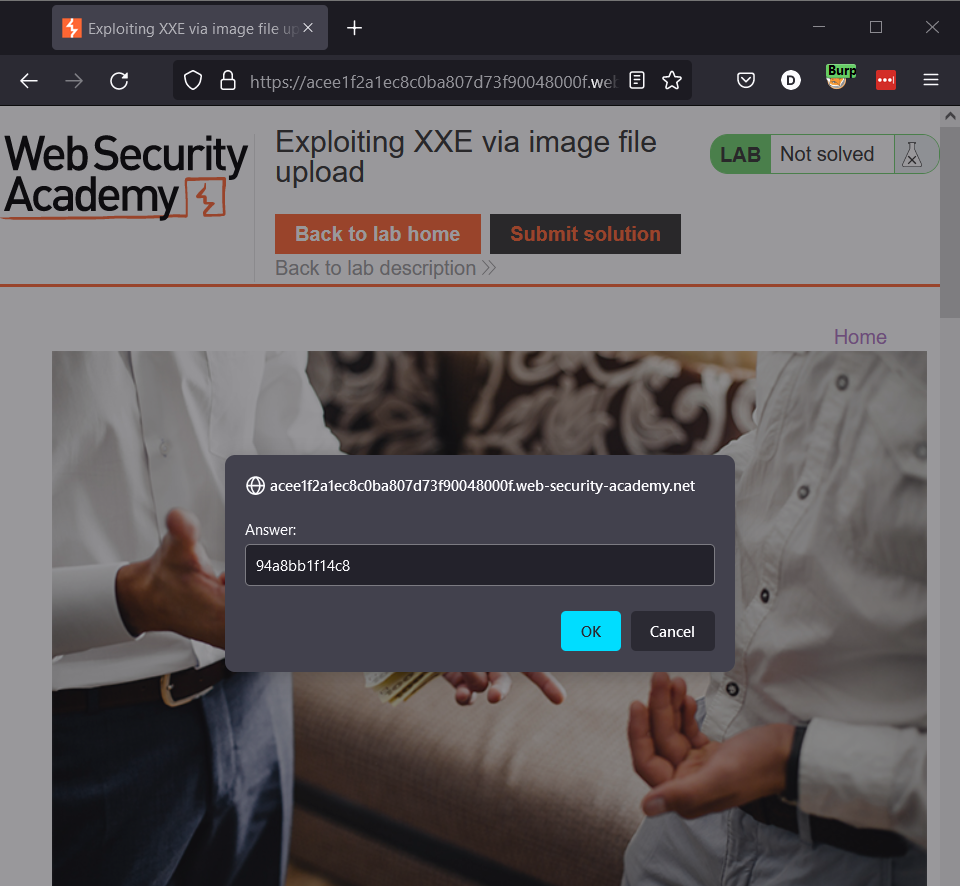 Exploiting XXE via image file up
Burp
https://acee1f2a1ec8c0ba807d73f90048000f.web
D
Web Security
Academy
Exploiting XXE via image file
upload
LAB
Not solved
Back to lab home
Submit solution
Back to lab description
Home
acee1f2a1ec8c0ba807d73f90048000f.web-security-academy.net
Answer:
94a8bb1f14c8
OK
Cancel